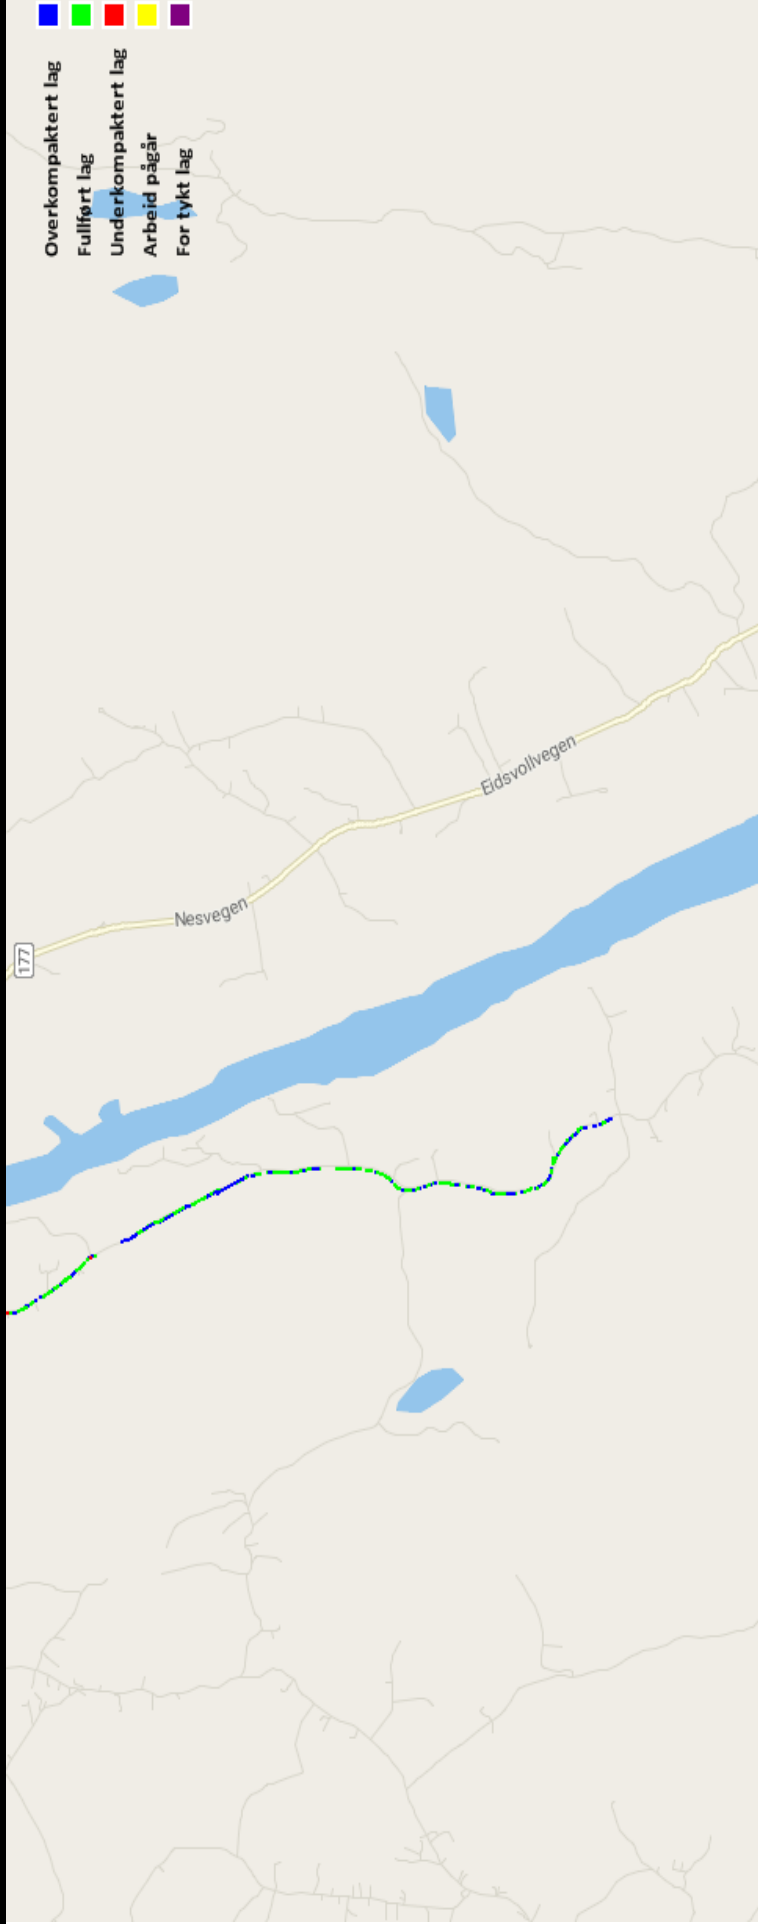 Overkompaktert lag
Fullført lag
Underkompaktert lag
Arbeid pågår
For tykt lag
Eidsvollvegen
Nesvegen
177